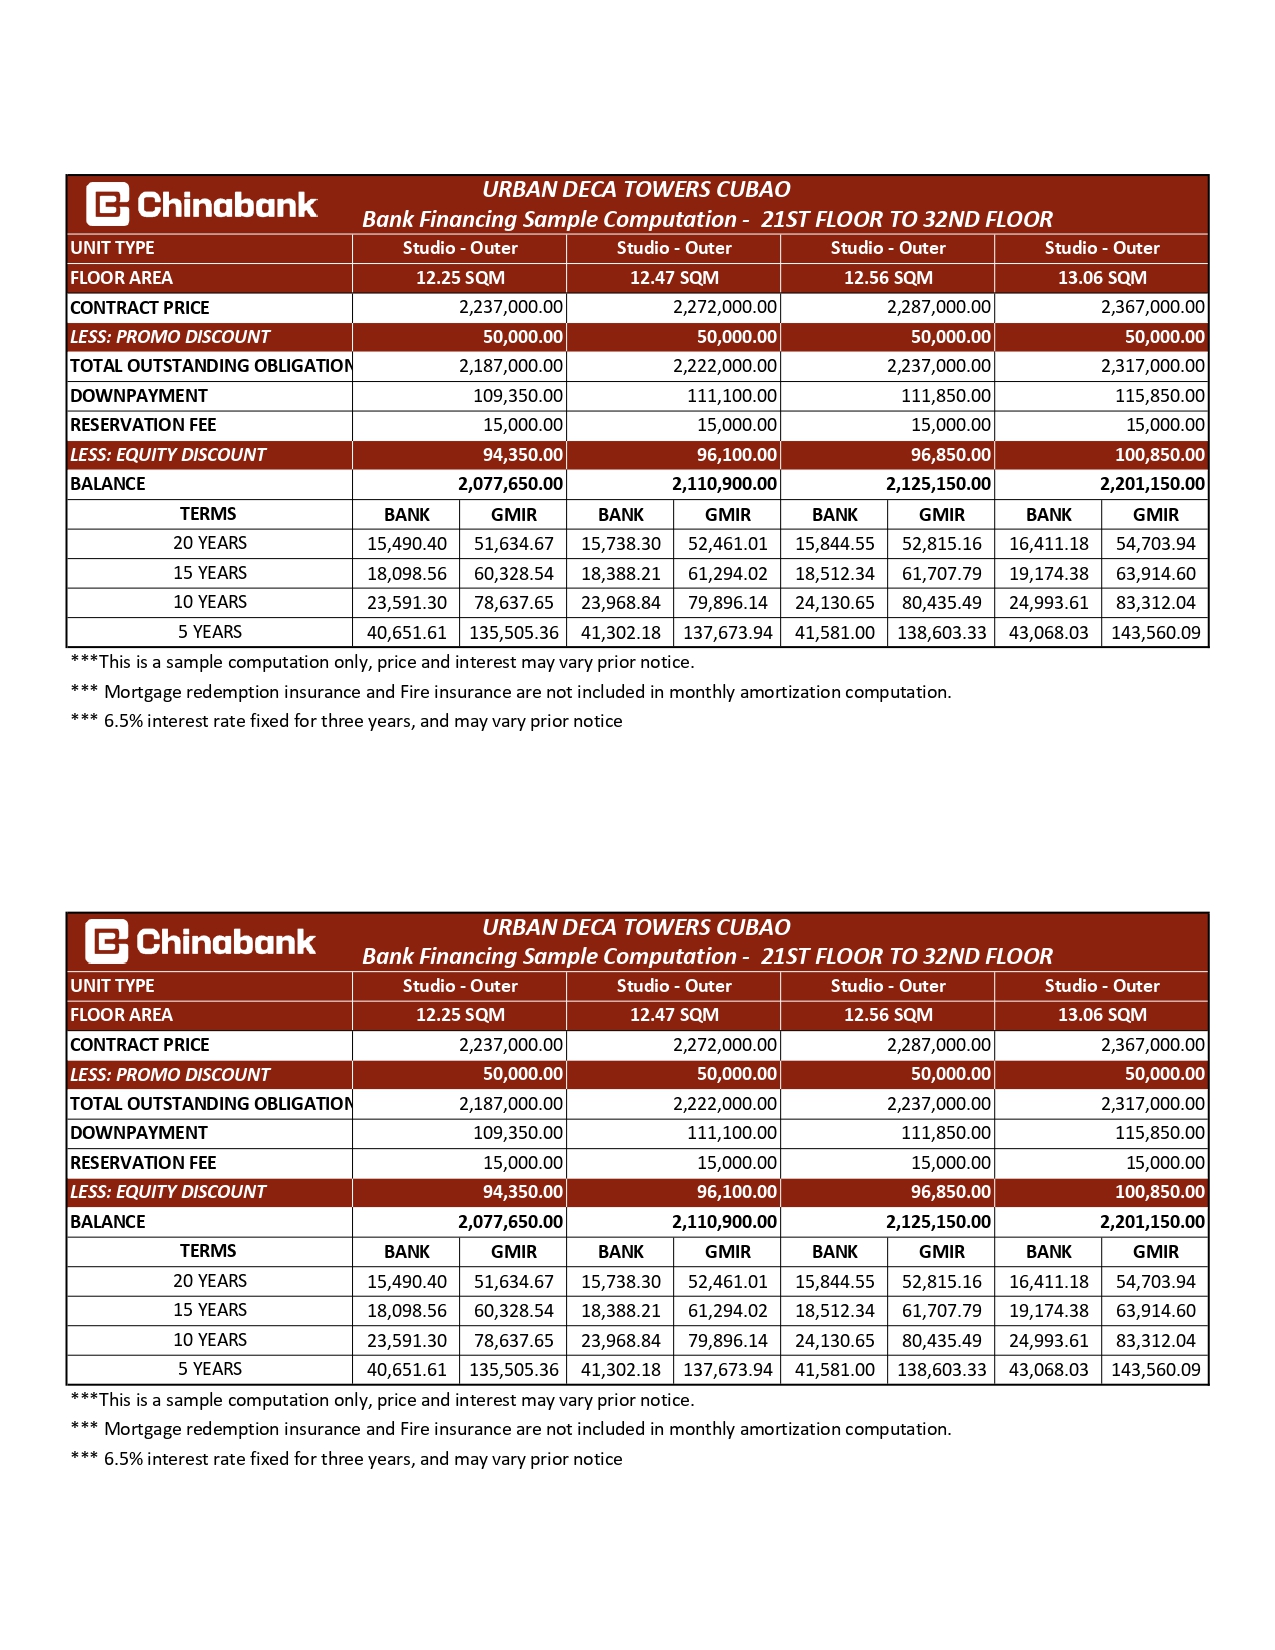 Chinabank
URBAN DECA TOWERS CUBAO
Bank Financing Sample Computation - 21ST FLOOR TO 32ND FLOOR
UNIT TYPE Studio - Outer Studio - Outer Studio - Outer Studio - Outer
FLOOR AREA 12.25 SQM 12.47 SQM 12.56 SQM 13.06 SQM
CONTRACT PRICE 2,237,000.00 2,272,000.00 2,287,000.00 2,367,000.00
LESS: PROMO DISCOUNT 50,000.00 50,000.00 50,000.00 50,000.00
TOTAL OUTSTANDING OBLIGATION 2,187,000.00 2,222,000.00 2,237,000.00 2,317,000.00
DOWNPAYMENT 109,350.00 111,100.00 111,850.00 115,850.00
RESERVATION FEE 15,000.00 15,000.00 15,000.00 15,000.00
LESS: EQUITY DISCOUNT 94,350.00 96,100.00 96,850.00 100,850.00
BALANCE 2,077,650.00 2,110,900.00 2,125,150.00 2,201,150.00
TERMS BANK GMIR BANK GMIR BANK GMIR BANK GMIR
20 YEARS 15,490.40 51,634.67 15,738.30 52,461.01 15,844.55 52,815.16 16,411.18 54,703.94
15 YEARS 18,098.56 60,328.54 18,388.21 61,294.02 18,512.34 61,707.79 19,174.38 63,914.60
10 YEARS 23,591.30 78,637.65 23,968.84 79,896.14 24,130.65 80,435.49 24,993.61 83,312.04
5 YEARS 40,651.61 135,505.36 41,302.18 137,673.94 41,581.00 138,603.33 43,068.03 143,560.09
***This is a sample computation only, price and interest may vary prior notice.
*** Mortgage redemption insurance and Fire insurance are not included in monthly amortization computation.
*** 6.5% interest rate fixed for three years, and may vary prior notice
Chinabank
URBAN DECA TOWERS CUBAO
Bank Financing Sample Computation - 21ST FLOOR TO 32ND FLOOR
UNIT TYPE Studio - Outer Studio - Outer Studio - Outer Studio - Outer
FLOOR AREA 12.25 SQM 12.47 SQM 12.56 SQM 13.06 SQM
CONTRACT PRICE 2,237,000.00 2,272,000.00 2,287,000.00 2,367,000.00
LESS: PROMO DISCOUNT 50,000.00 50,000.00 50,000.00 50,000.00
TOTAL OUTSTANDING OBLIGATION 2,187,000.00 2,222,000.00 2,237,000.00 2,317,000.00
DOWNPAYMENT 109,350.00 111,100.00 111,850.00 115,850.00
RESERVATION FEE 15,000.00 15,000.00 15,000.00 15,000.00
LESS: EQUITY DISCOUNT 94,350.00 96,100.00 96,850.00 100,850.00
BALANCE 2,077,650.00 2,110,900.00 2,125,150.00 2,201,150.00
TERMS BANK GMIR BANK GMIR BANK GMIR BANK GMIR
20 YEARS 15,490.40 51,634.67 15,738.30 52,461.01 15,844.55 52,815.16 16,411.18 54,703.94
15 YEARS 18,098.56 60,328.54 18,388.21 61,294.02 18,512.34 61,707.79 19,174.38 63,914.60
10 YEARS 23,591.30 78,637.65 23,968.84 79,896.14 24,130.65 80,435.49 24,993.61 83,312.04
5 YEARS 40,651.61 135,505.36 41,302.18 137,673.94 41,581.00 138,603.33 43,068.03 143,560.09
***This is a sample computation only, price and interest may vary prior notice.
*** Mortgage redemption insurance and Fire insurance are not included in monthly amortization computation.
*** 6.5% interest rate fixed for three years, and may vary prior notice